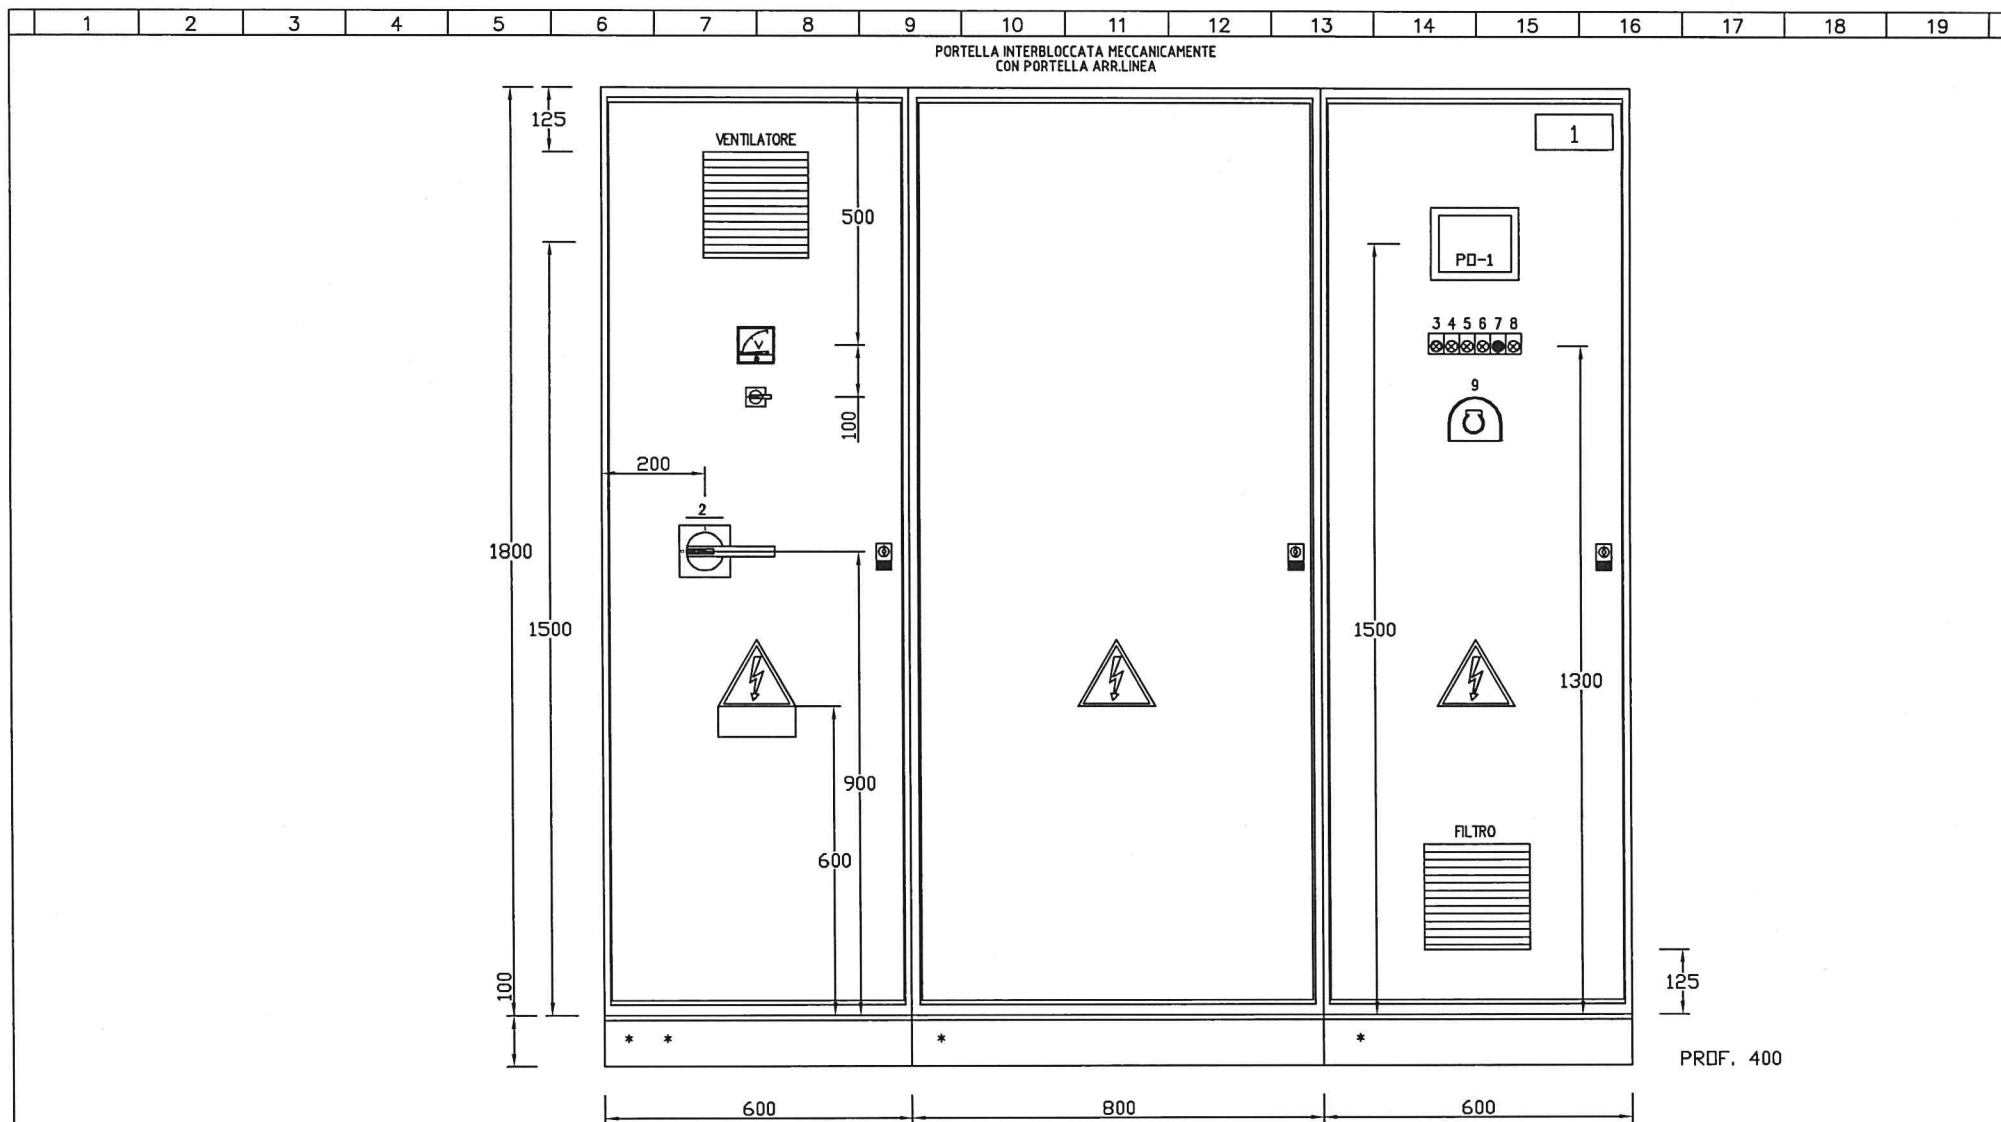 1 2 3 4 5 6 7 8 9 10 11 12 13 14 15 16 17 18 19
PORTELLA INTERBLOCCATA MECCANICAMENTE
CON PORTELLA ARR.LINEA
125
VENTILATORE
1
500
PO-1
3 4 5 6 7 8
V
9
100
200
2
1800
1500
1500
1300
900
600
FILTRO
100
125
* * * *
PROF. 400
600 800 600